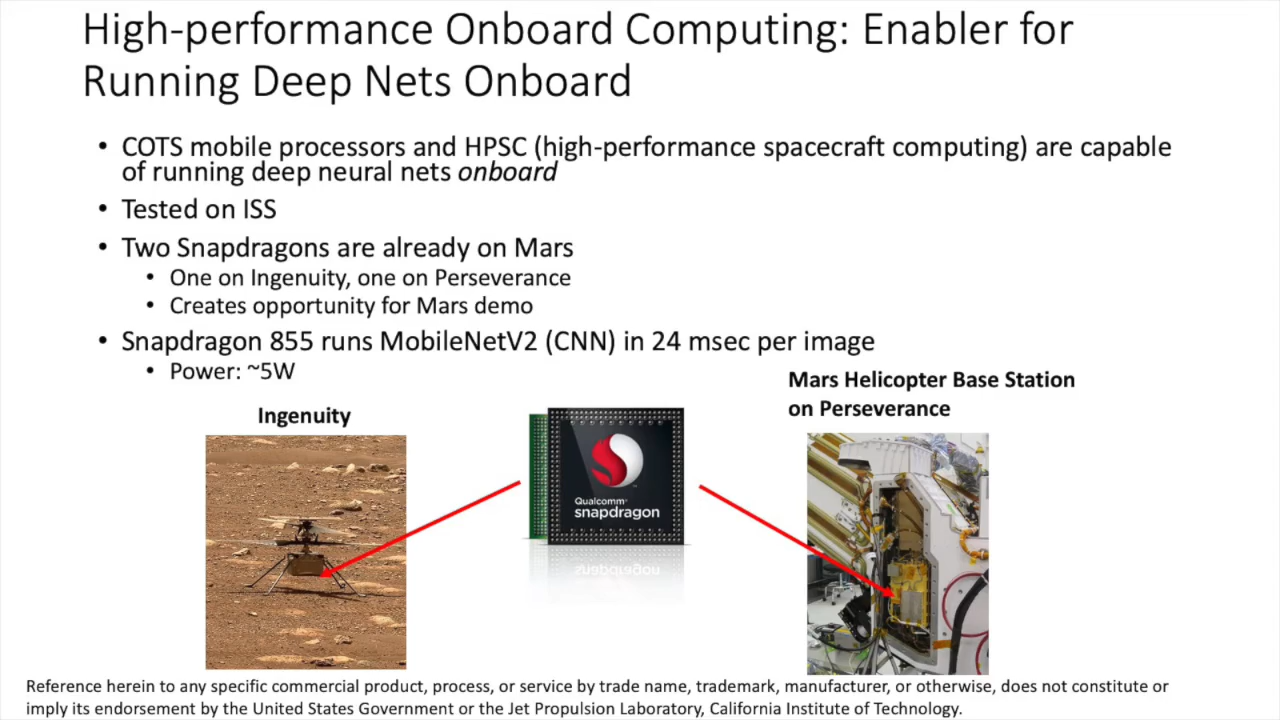 High-performance Onboard Computing: Enabler for
Running Deep Nets Onboard
• COTS mobile processors and HPSC (high-performance spacecraft computing) are capable
of running deep neural nets onboard
• Tested on ISS
• Two Snapdragons are already on Mars
• One on Ingenuity, one on Perseverance
• Creates opportunity for Mars demo
• Snapdragon 855 runs MobileNetV2 (CNN) in 24 msec per image
• Power: ~5W
Mars Helicopter Base Station
on Perseverance
Ingenuity
Qualcomm™
snapdragon
Reference herein to any specific commercial product, process, or service by trade name, trademark, manufacturer, or otherwise, does not constitute or
imply its endorsement by the United States Government or the Jet Propulsion Laboratory, California Institute of Technology.